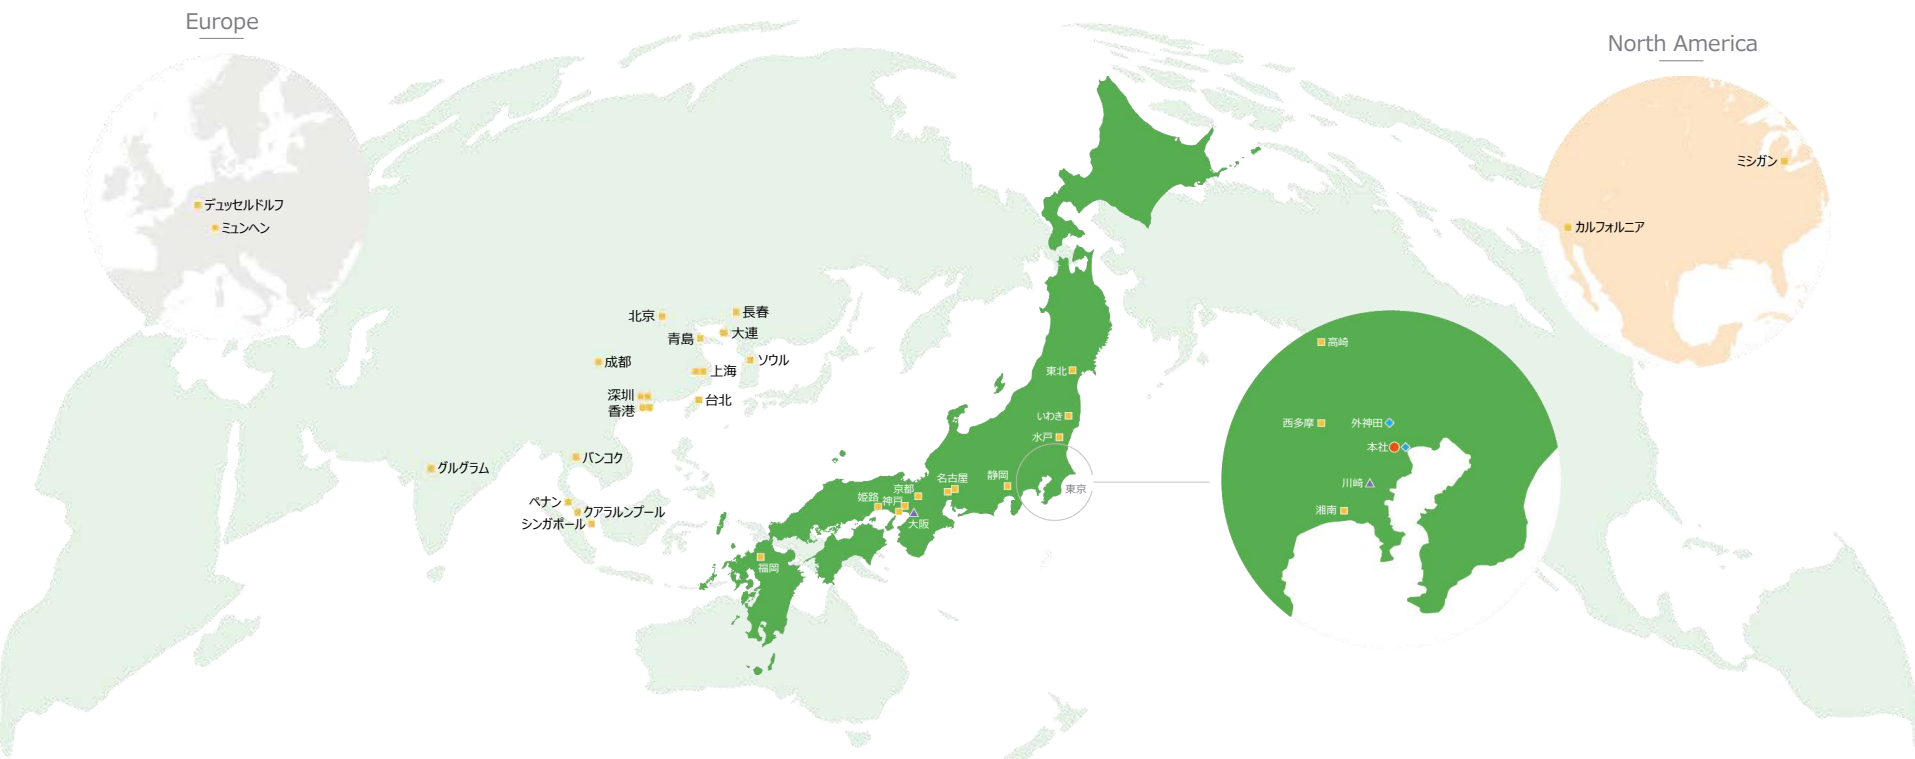 Europe
North America
デュッセルドルフ
ミュンヘン
ミシガン
カルフォルニア
北京
長春
青島
大連
成都
ソウル
上海
深圳
香港
台北
グルグラム
バンコク
ペナン
クアラルンプール
シンガポール
東北
いわき
水戸
東京
静岡
名古屋
京都
姫路
神戸
大阪
福岡
高崎
西多摩
外神田
本社
川崎
湘南